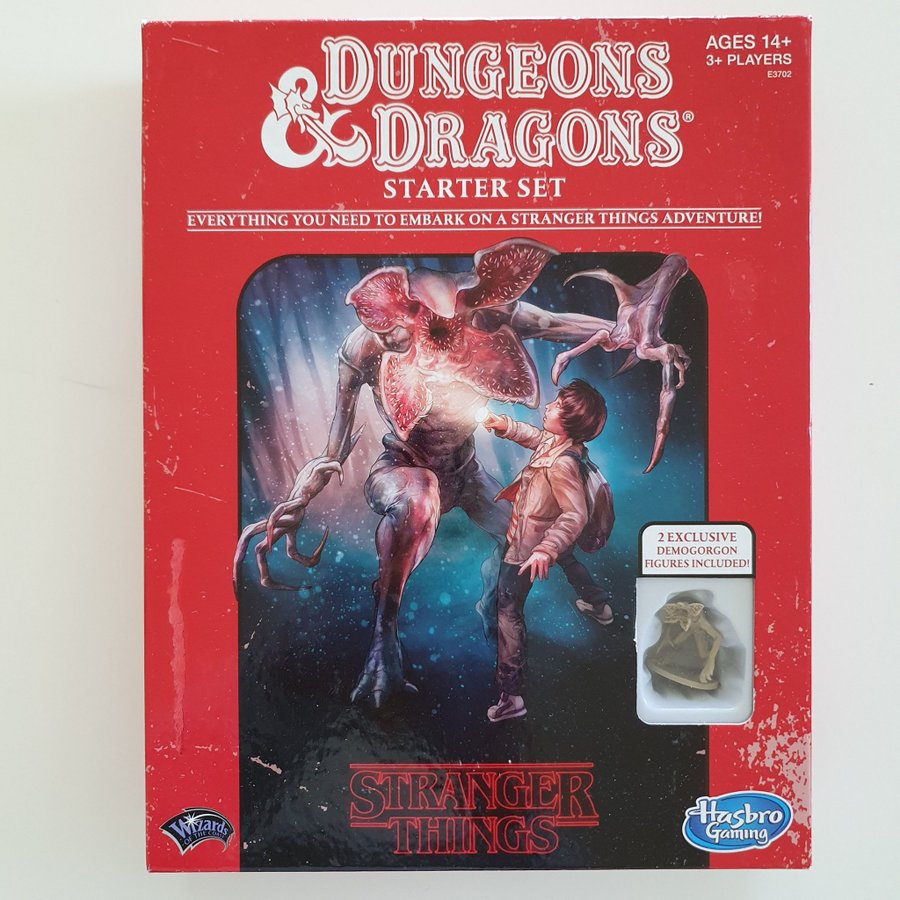 DUNGEONS
& DRAGONS®
STARTER SET
AGES 14+
3+ PLAYERS
E3702
EVERYTHING YOU NEED TO EMBARK ON A STRANGER THINGS ADVENTURE!
2 EXCLUSIVE
DEMOGORGON
FIGURES INCLUDED!
STRANGER
THINGS
Wizards
OF THE COAST
Hasbro
Gaming